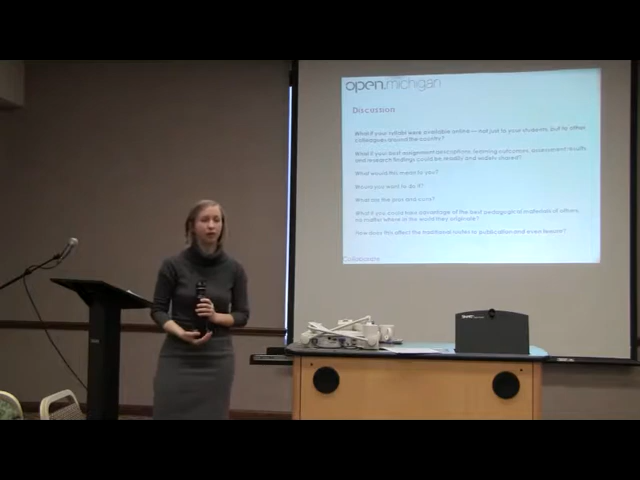 open.michigan
Discussion
What if your syllabi were available online — not just to your students, but to other
colleagues around the country?
What if your best assignment descriptions, learning outcomes, assessment results
and research findings could be readily and widely shared?
What would this mean to you?
Would you want to do it?
What are the pros and cons?
What if you could take advantage of the best pedagogical materials of others,
no matter where in the world they originate?
How does this affect the traditional routes to publication and even tenure?